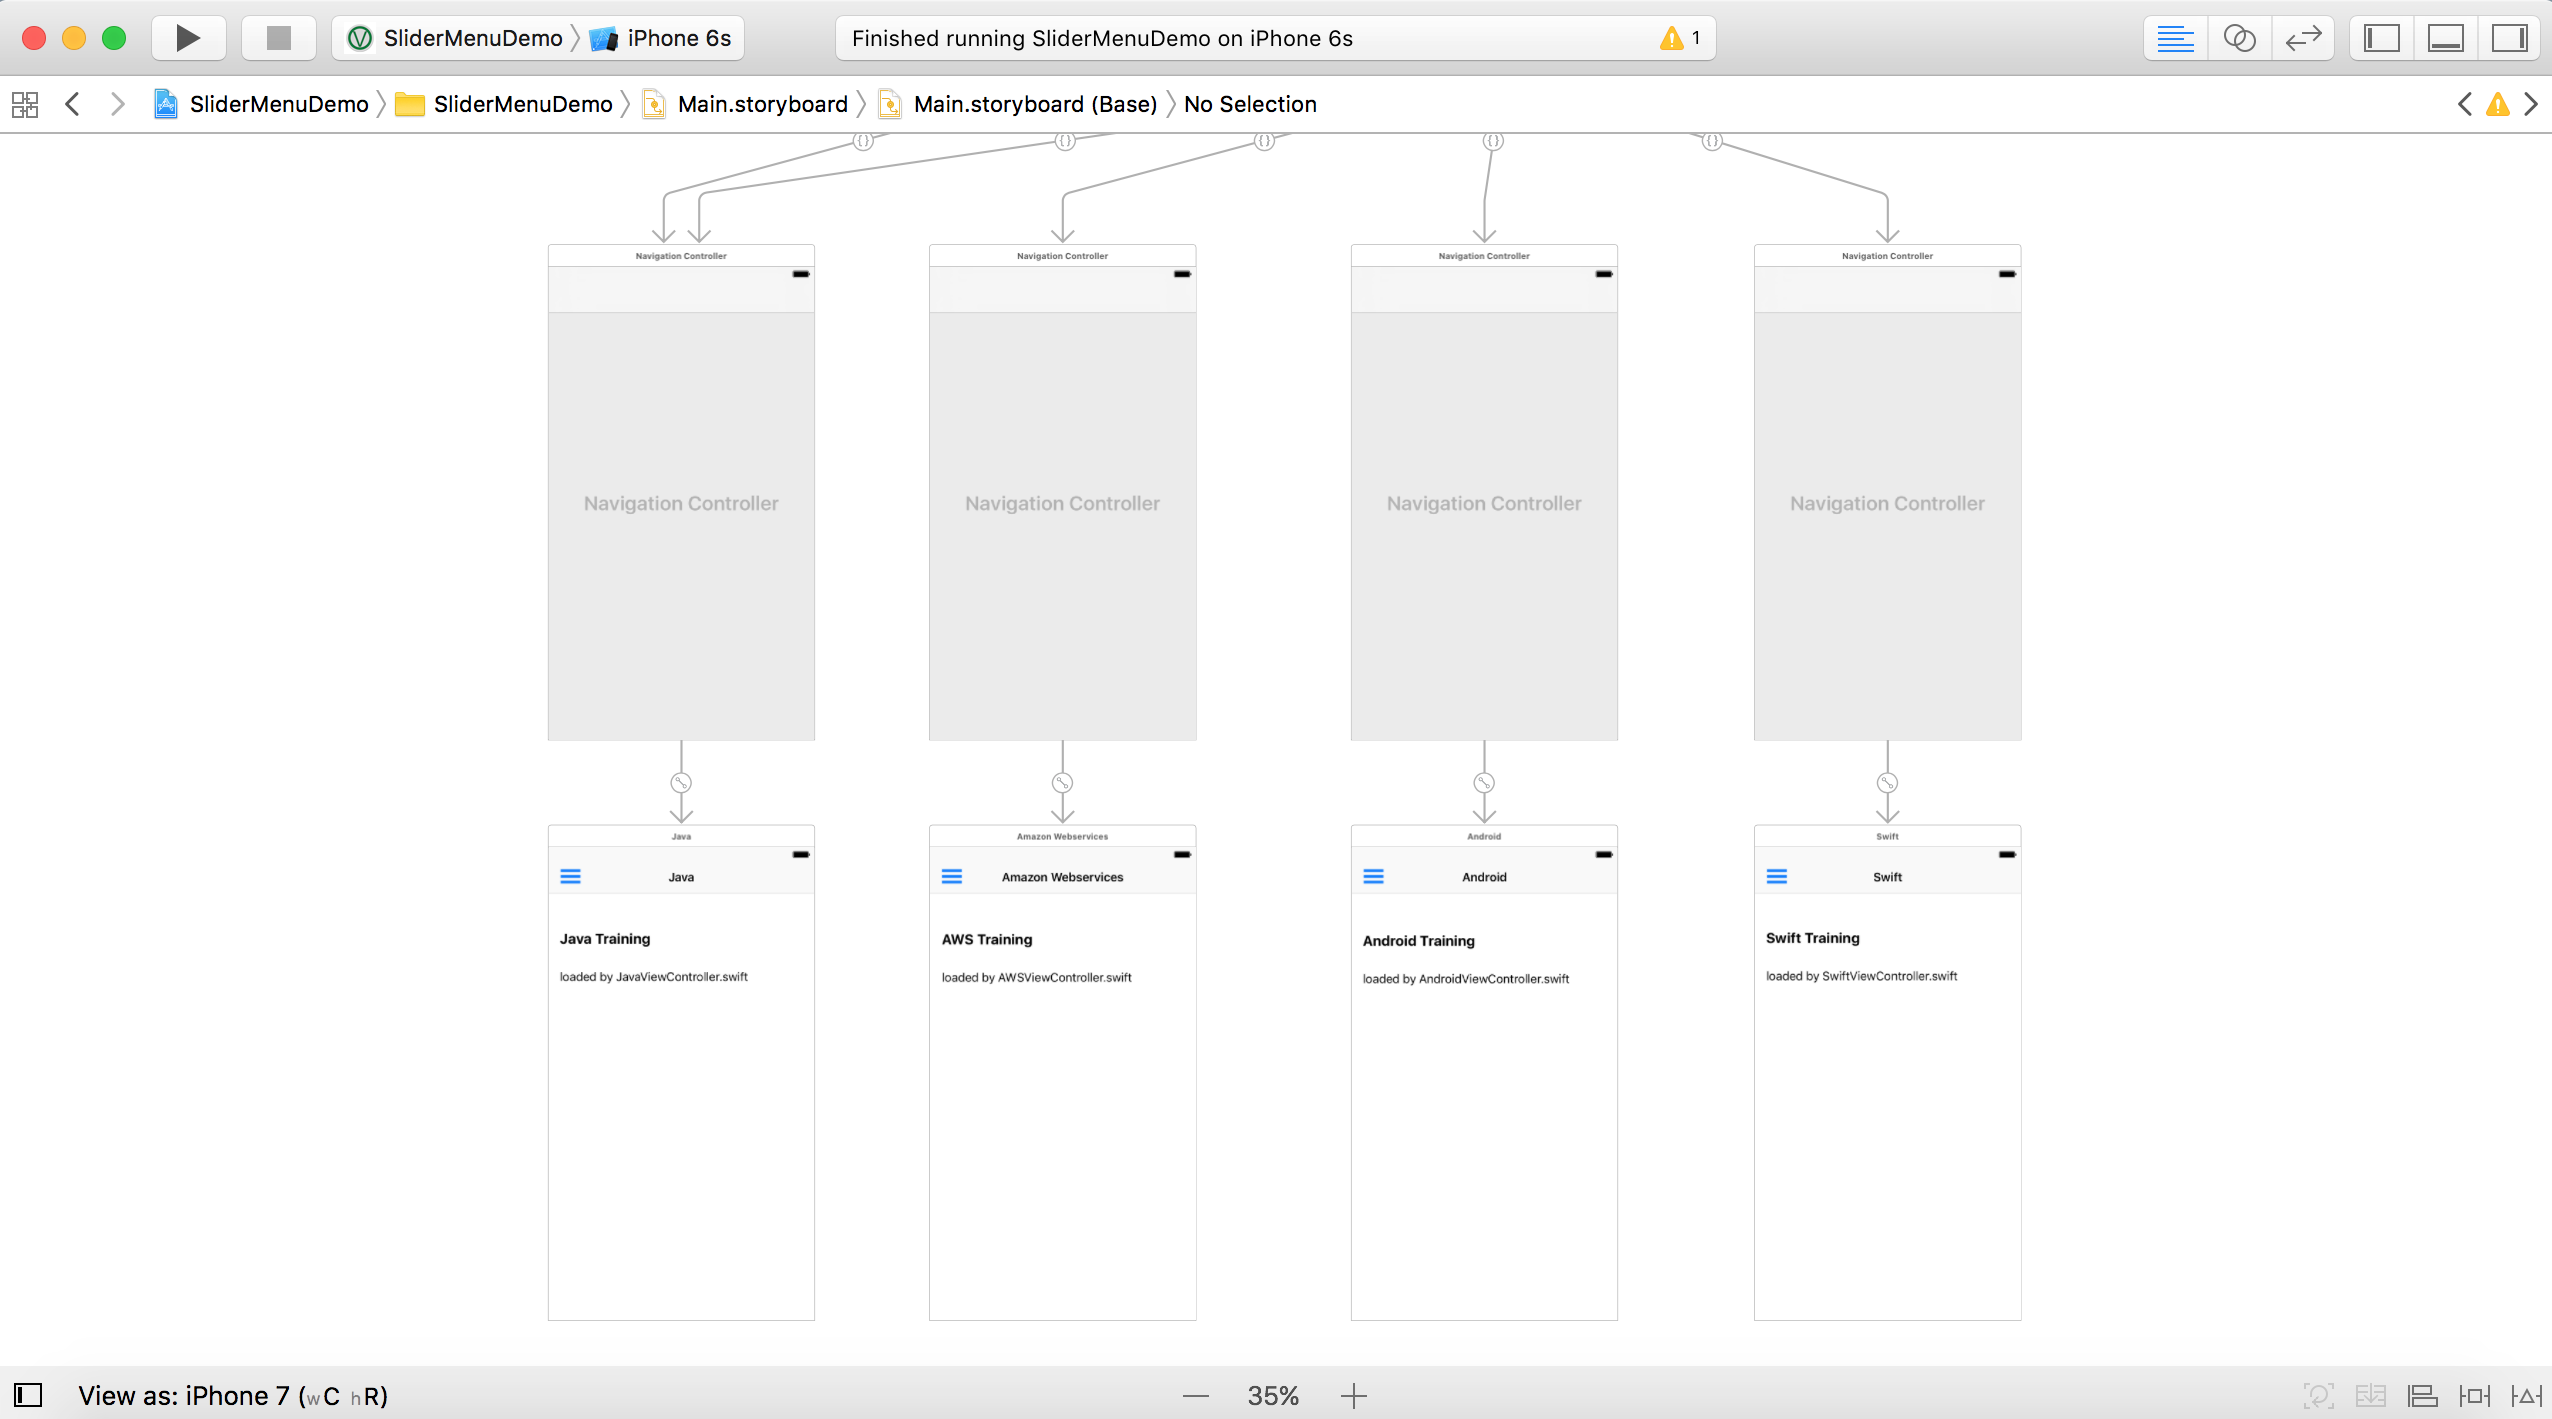 SliderMenuDemo iPhone 6s
Finished running SliderMenuDemo on iPhone 6s 1
SliderMenuDemo SliderMenuDemo Main.storyboard Main.storyboard (Base) No Selection
{} {} {} {} {}
Navigation Controller Navigation Controller Navigation Controller Navigation Controller
Navigation Controller Navigation Controller Navigation Controller Navigation Controller
Java Amazon Webservices Android Swift
Java Amazon Webservices Android Swift
Java Training AWS Training Android Training Swift Training
loaded by JavaViewController.swift loaded by AWSViewController.swift loaded by AndroidViewController.swift loaded by SwiftViewController.swift
View as: iPhone 7 (wC hR) 35%